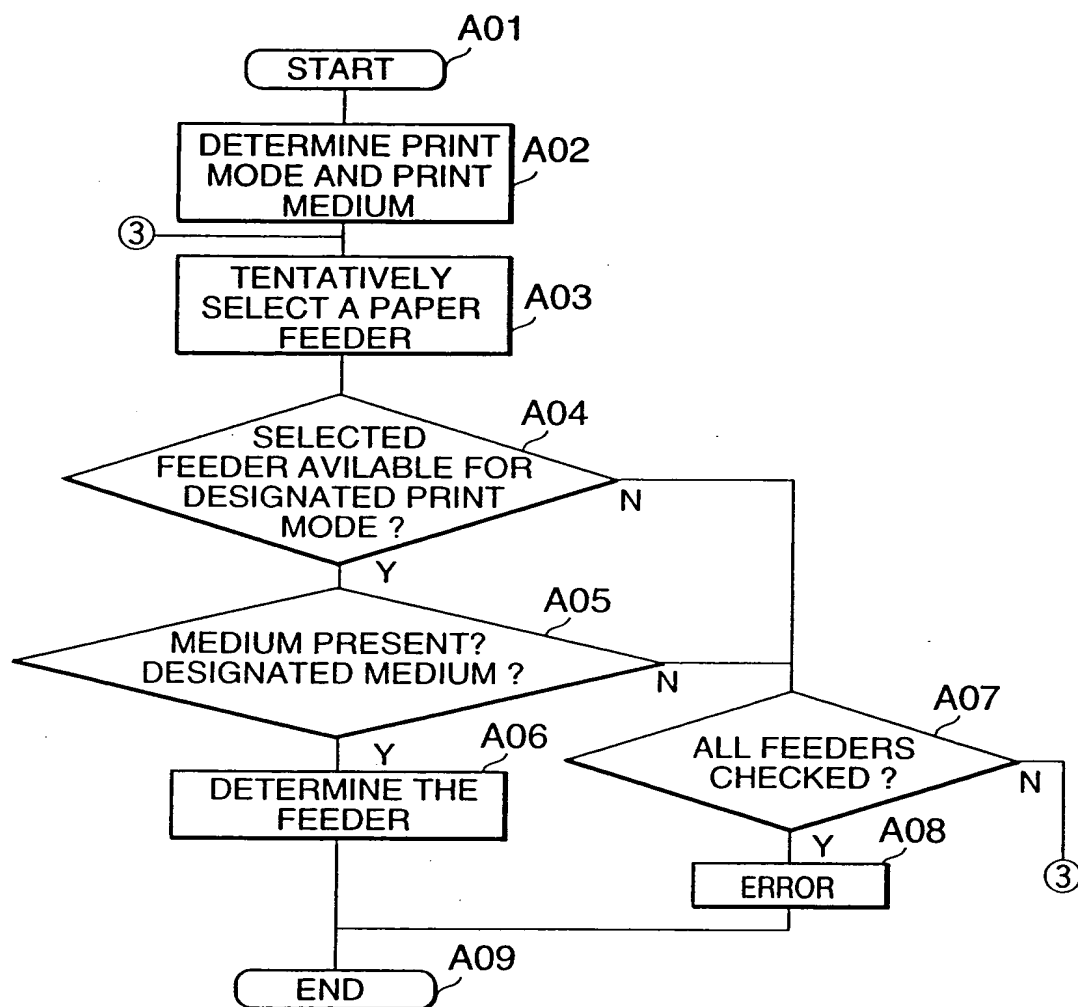 A01
START
DETERMINE PRINT
MODE AND PRINT
MEDIUM
A02
3
TENTATIVELY
SELECT A PAPER
FEEDER
A03
A04
SELECTED
FEEDER AVILABLE FOR
DESIGNATED PRINT
MODE ?
N
Y
A05
MEDIUM PRESENT?
DESIGNATED MEDIUM ?
N
Y
A06
DETERMINE THE
FEEDER
A07
ALL FEEDERS
CHECKED ?
N
Y
A08
ERROR
3
A09
END